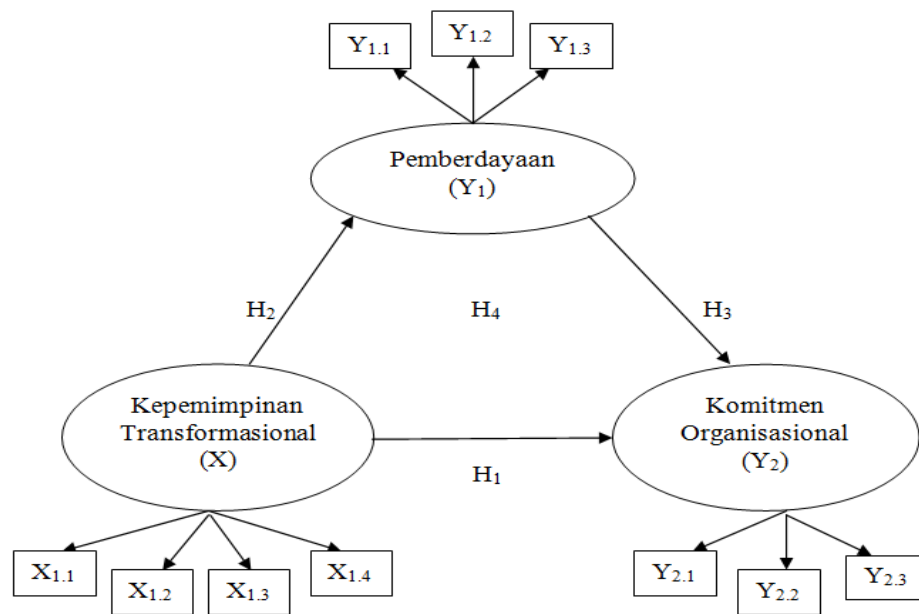 Y1.1
Y1.2
Y1.3
Pemberdayaan
(Y1)
H2
H4
H3
Kepemimpinan
Transformasional
(X)
H1
Komitmen
Organisasional
(Y2)
X1.1
X1.2
X1.3
X1.4
Y2.1
Y2.2
Y2.3